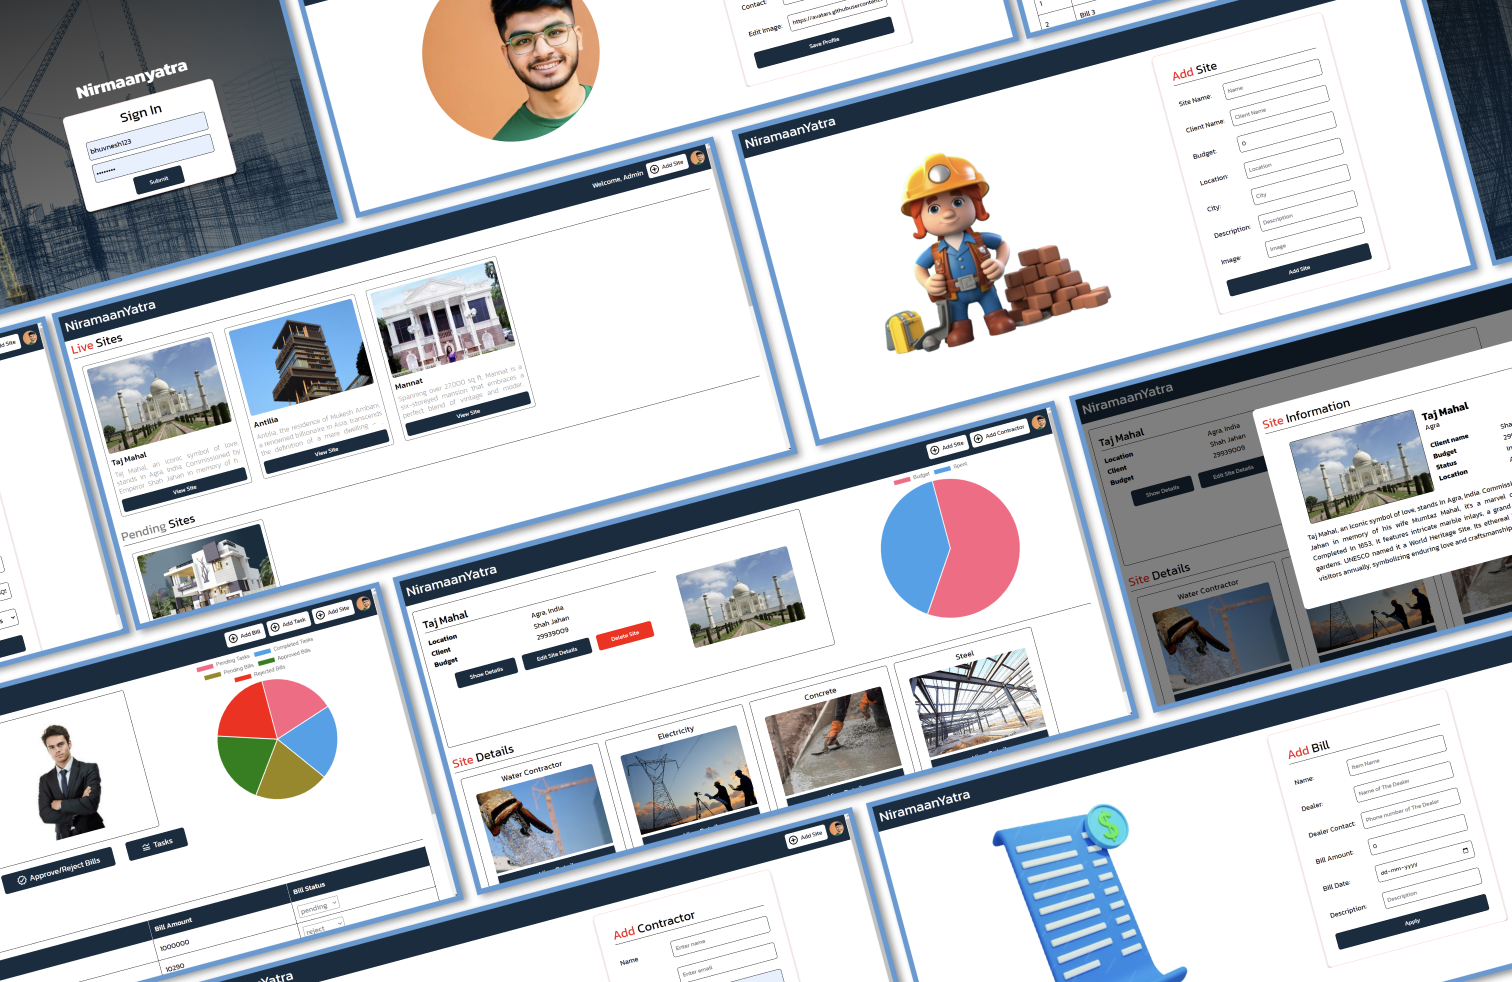 Nirmaanyatra
Sign In
bhuvnesh123
••••••••
Submit
Contact:
Edit Image:
https://avatars.githubusercontent
Save Profile
1
2
Bill 3
NiramaanYatra
Add Site
Site Name:
Name
Client Name:
Client Name
Budget:
0
Location:
Location
City:
City
Description:
Description
Image:
Image
Add Site
Welcome, Admin
Add Site
NiramaanYatra
Live Sites
Taj Mahal
Taj Mahal, an iconic symbol of love
stands in Agra, India. Commissioned by
Emperor Shah Jahan in memory of h
View Site
Antilia
Antilia, the residence of Mukesh Ambani,
a renowned billionaire in Asia, transcends
the definition of a mere dwelling –
View Site
Mannat
Spanning over 27,000 sq ft, Mannat is a
six-storeyed mansion that embraces a
perfect blend of vintage and moder
View Site
Pending Sites
NiramaanYatra
Taj Mahal
Location
Agra, India
Client
Shah Jahan
Budget
29939009
Show Details
Edit Site Details
Site Information
Taj Mahal
Agra
Client name
Sha
Budget
299
Status
Location
Taj Mahal, an iconic symbol of love, stands in Agra, India. Commissi
Jahan in memory of his wife Mumtaz Mahal, it's a marvel
Completed in 1653, it features intricate marble inlays, a grand
gardens. UNESCO named it a World Heritage Site. Its ethereal
visitors annually, symbolizing enduring love and craftsmanship
Site Details
Water Contractor
Add Site
Add Contractor
Budget
Spent
NiramaanYatra
Taj Mahal
Location
Agra, India
Client
Shah Jahan
Budget
29939009
Show Details
Edit Site Details
Delete Site
Site Details
Water Contractor
Electricity
Concrete
Steel
Add Bill
Add Task
Add Site
Pending Tasks
Completed Tasks
Pending Bills
Approved Bills
Rejected Bills
Approve/Reject Bills
Tasks
Bill Amount
Bill Status
1000000
pending
10290
reject
Add Site
Add Contractor
Name
Enter name
Enter email
NiramaanYatra
Add Bill
Name:
Item Name
Dealer:
Name of The Dealer
Dealer Contact:
Phone number of The Dealer
Bill Amount:
0
Bill Date:
dd-mm-yyyy
Description:
Description
Apply